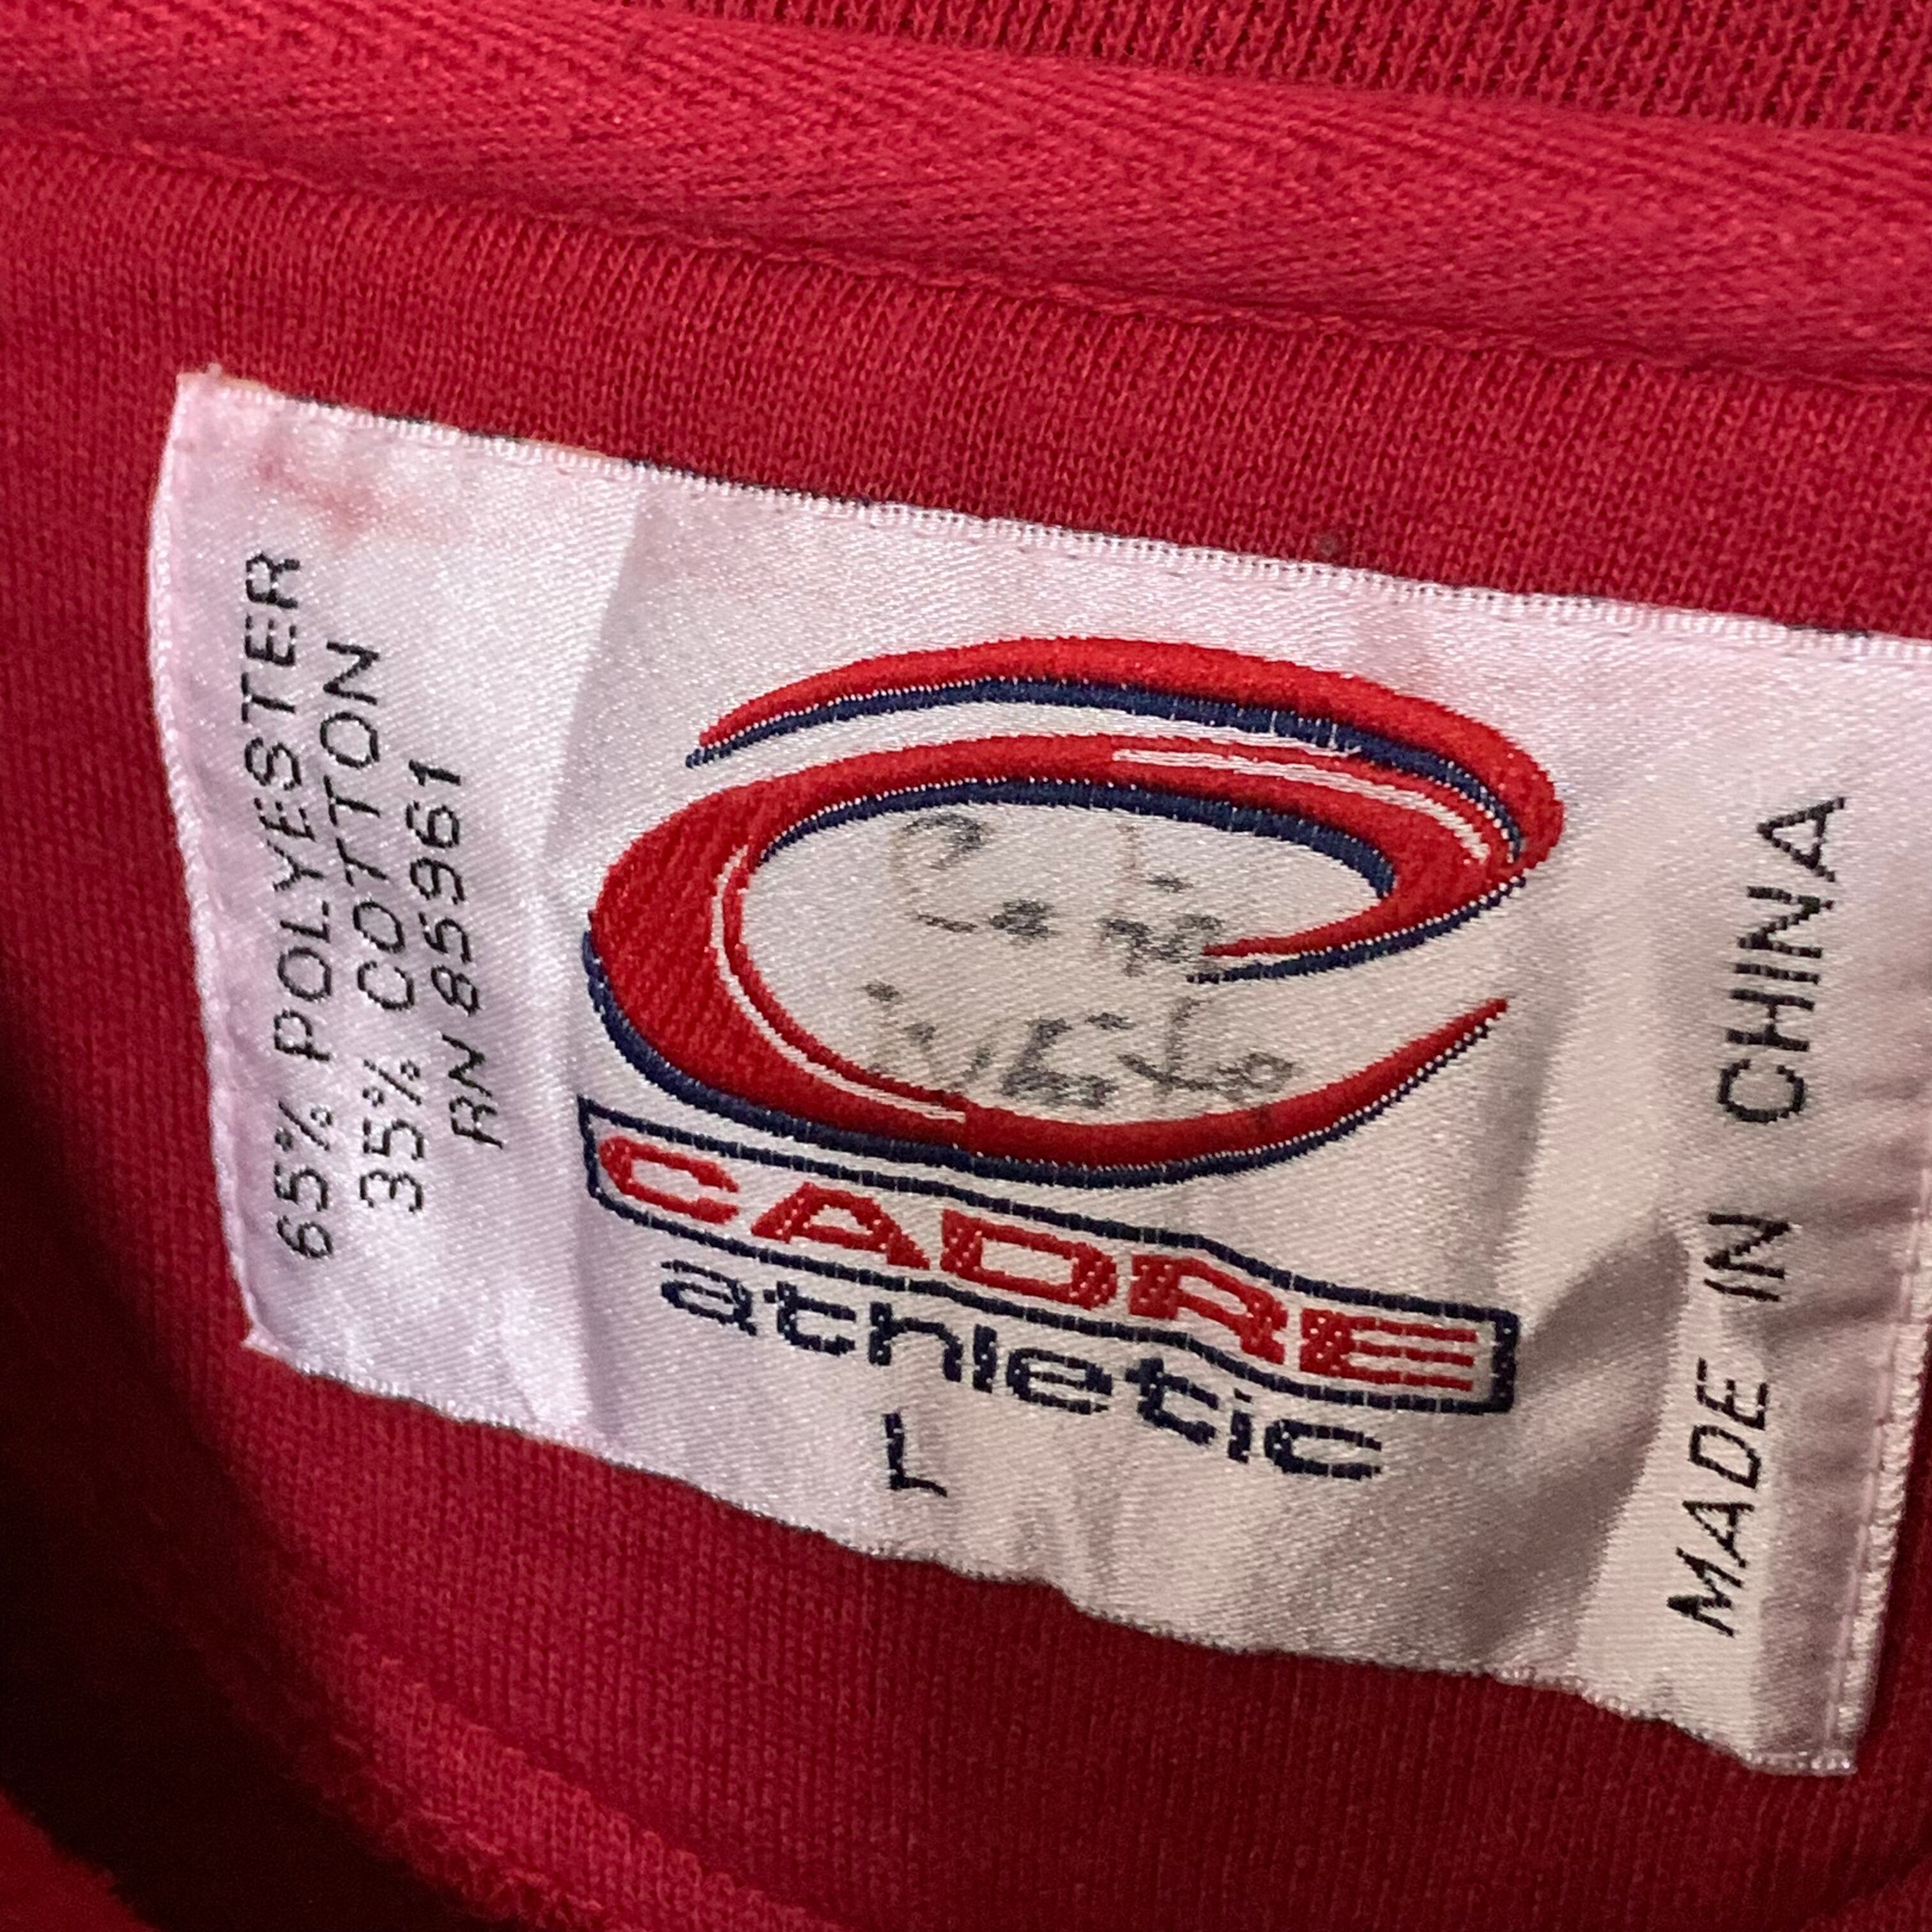 65% POLYESTER
35% COTTON
RN 85961
CADRE
athletic
L
MADE IN CHINA